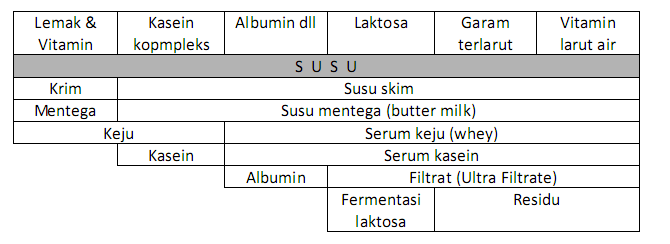 Lemak & Vitamin
Kasein kopmpleks
Albumin dll
Laktosa
Garam terlarut
Vitamin larut air
S U S U
Krim
Susu skim
Mentega
Susu mentega (butter milk)
Keju
Serum keju (whey)
Kasein
Serum kasein
Albumin
Filtrat (Ultra Filtrate)
Fermentasi laktosa
Residu